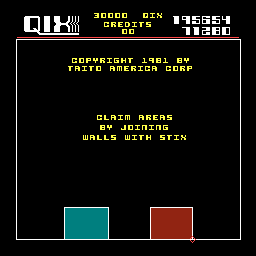 QIX
30000 QIX
CREDITS
00
195654
71280
COPYRIGHT 1981 BY
TAITO AMERICA CORP
CLAIM AREAS
BY JOINING
WALLS WITH STIX